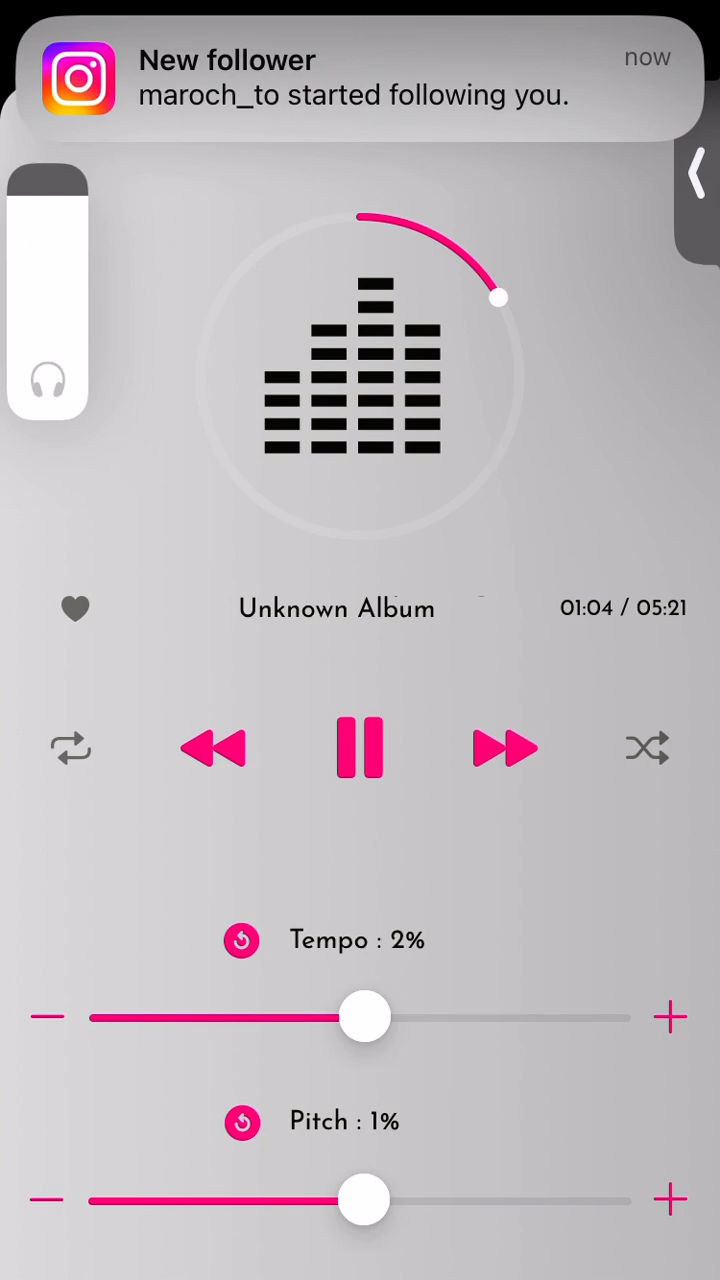 New follower
now
maroch_to started following you.
Unknown Album
01:04 / 05:21
Tempo : 2%
Pitch : 1%